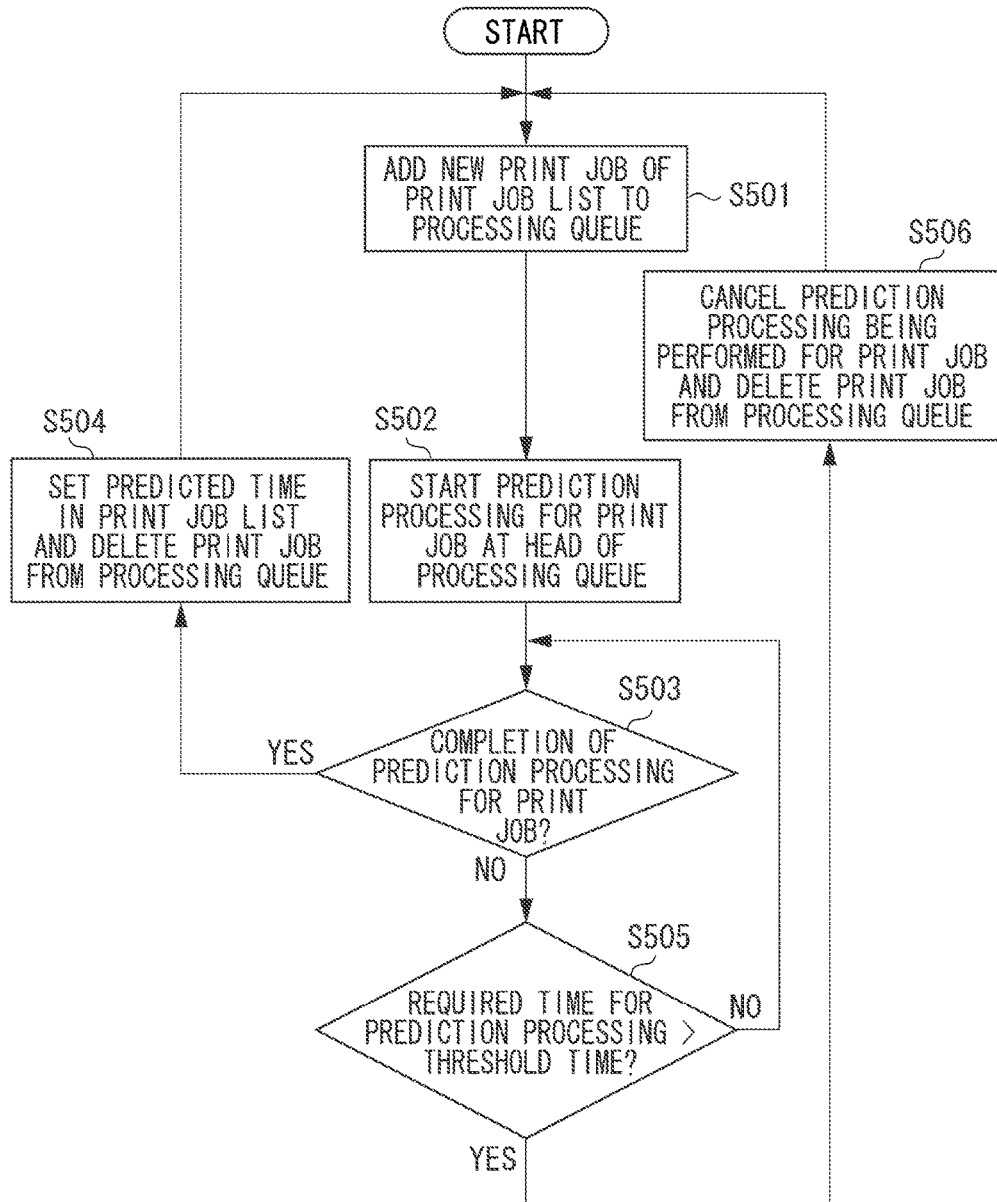 START
ADD NEW PRINT JOB OF
PRINT JOB LIST TO
PROCESSING QUEUE
S501
S506
CANCEL PREDICTION
PROCESSING BEING
PERFORMED FOR PRINT JOB
AND DELETE PRINT JOB
FROM PROCESSING QUEUE
S504
SET PREDICTED TIME
IN PRINT JOB LIST
AND DELETE PRINT JOB
FROM PROCESSING QUEUE
S502
START PREDICTION
PROCESSING FOR PRINT
JOB AT HEAD OF
PROCESSING QUEUE
S503
YES
COMPLETION OF
PREDICTION PROCESSING
FOR PRINT
JOB?
NO
S505
REQUIRED TIME FOR
PREDICTION PROCESSING >
THRESHOLD TIME?
NO
YES